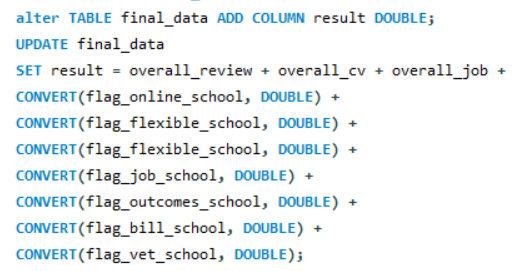 alter TABLE final_data ADD COLUMN result DOUBLE;
UPDATE final_data
SET result = overall_review + overall_cv + overall_job +
CONVERT(flag_online_school, DOUBLE) +
CONVERT(flag_flexible_school, DOUBLE) +
CONVERT(flag_flexible_school, DOUBLE) +
CONVERT(flag_job_school, DOUBLE) +
CONVERT(flag_outcomes_school, DOUBLE) +
CONVERT(flag_bill_school, DOUBLE) +
CONVERT(flag_vet_school, DOUBLE);